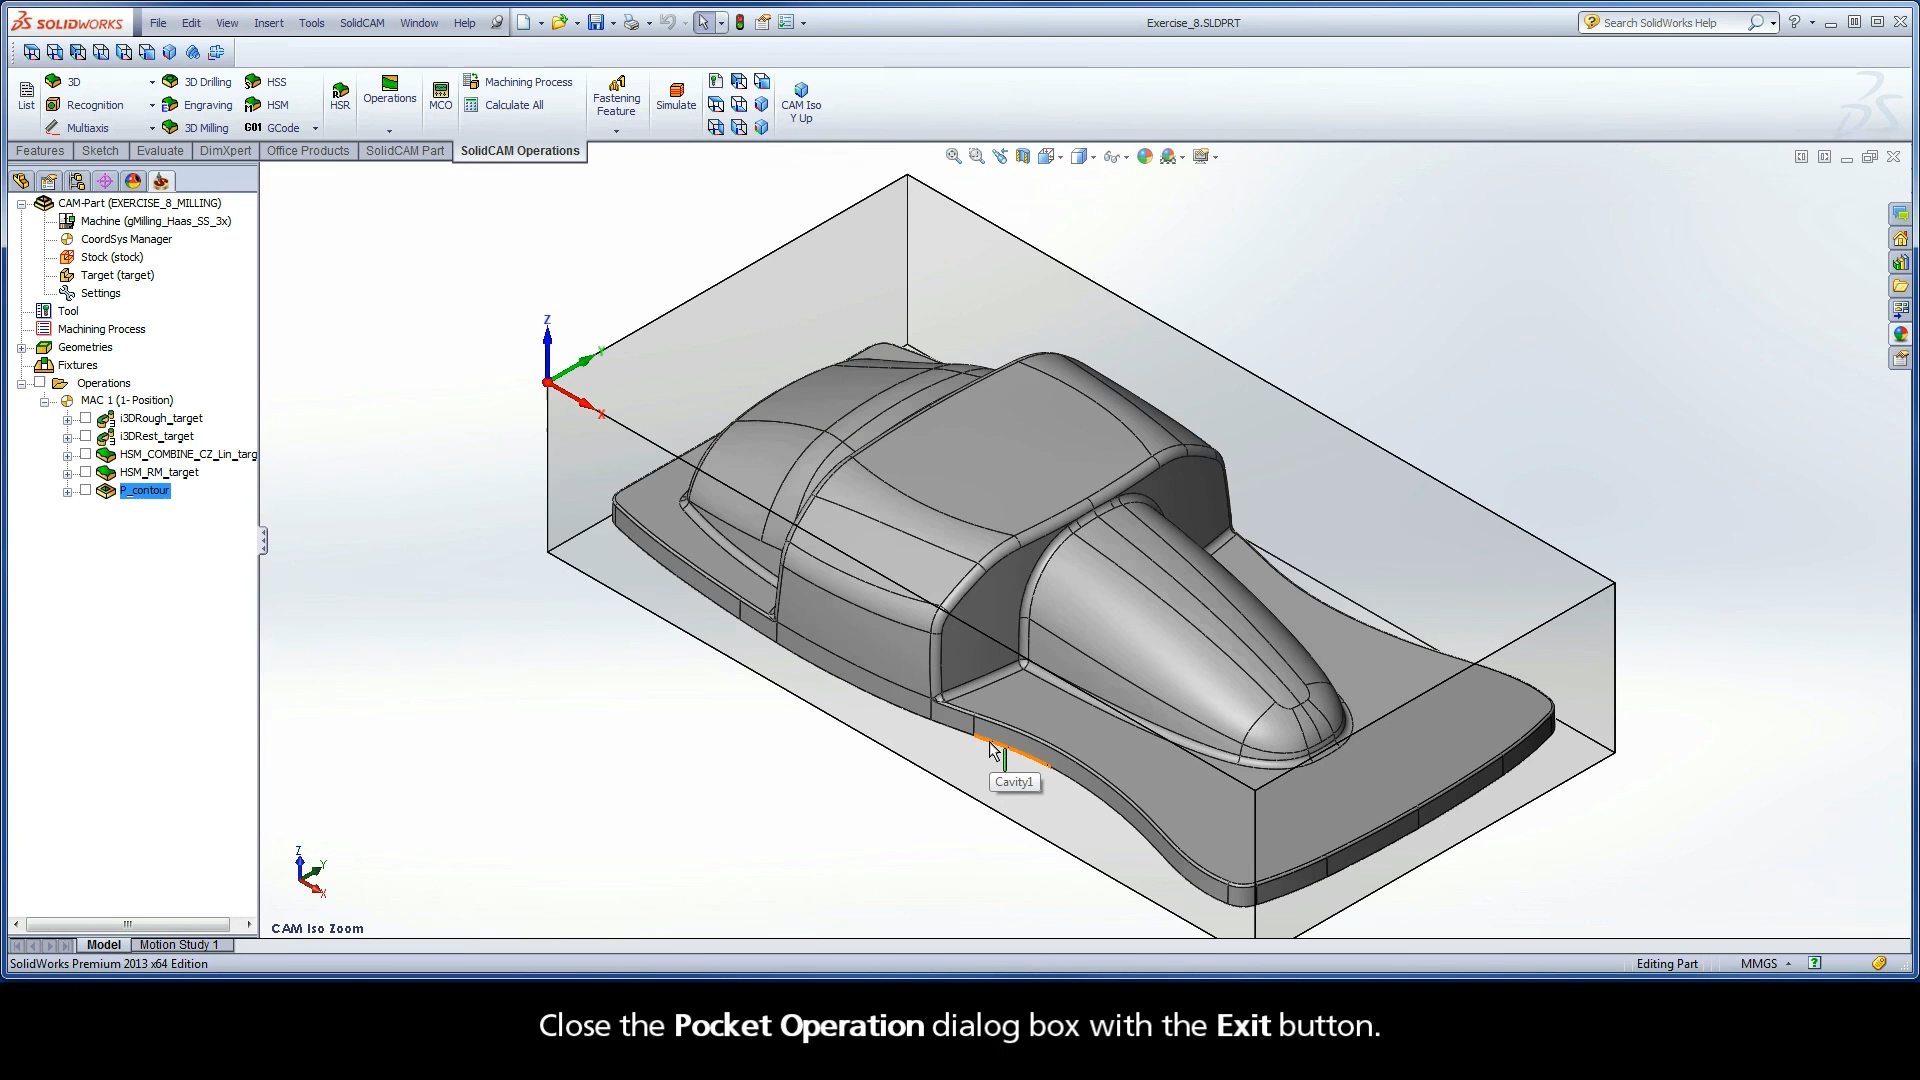 SOLIDWORKS File Edit View Insert Tools SolidCAM Window Help Exercise_8.SLDPRT Search SolidWorks Help
3D 3D Drilling HSS
Recognition Engraving HSM
Multiaxis 3D Milling G01 GCode
List HSR Operations MCO
Machining Process
Calculate All
Fastening
Feature
Simulate
CAM Iso
Y Up
Features Sketch Evaluate DimXpert Office Products SolidCAM Part SolidCAM Operations
CAM-Part (EXERCISE_8_MILLING)
Machine (gMilling_Haas_SS_3x)
CoordSys Manager
Stock (stock)
Target (target)
Settings
Tool
Machining Process
Geometries
Fixtures
Operations
MAC 1 (1- Position)
i3DRough_target
i3DRest_target
HSM_COMBINE_CZ_Lin_targ
HSM_RM_target
P_contour
Z
X
Cavity1
Z
Y
X
CAM Iso Zoom
Model Motion Study 1
SolidWorks Premium 2013 x64 Edition Editing Part MMGS
Close the Pocket Operation dialog box with the Exit button.